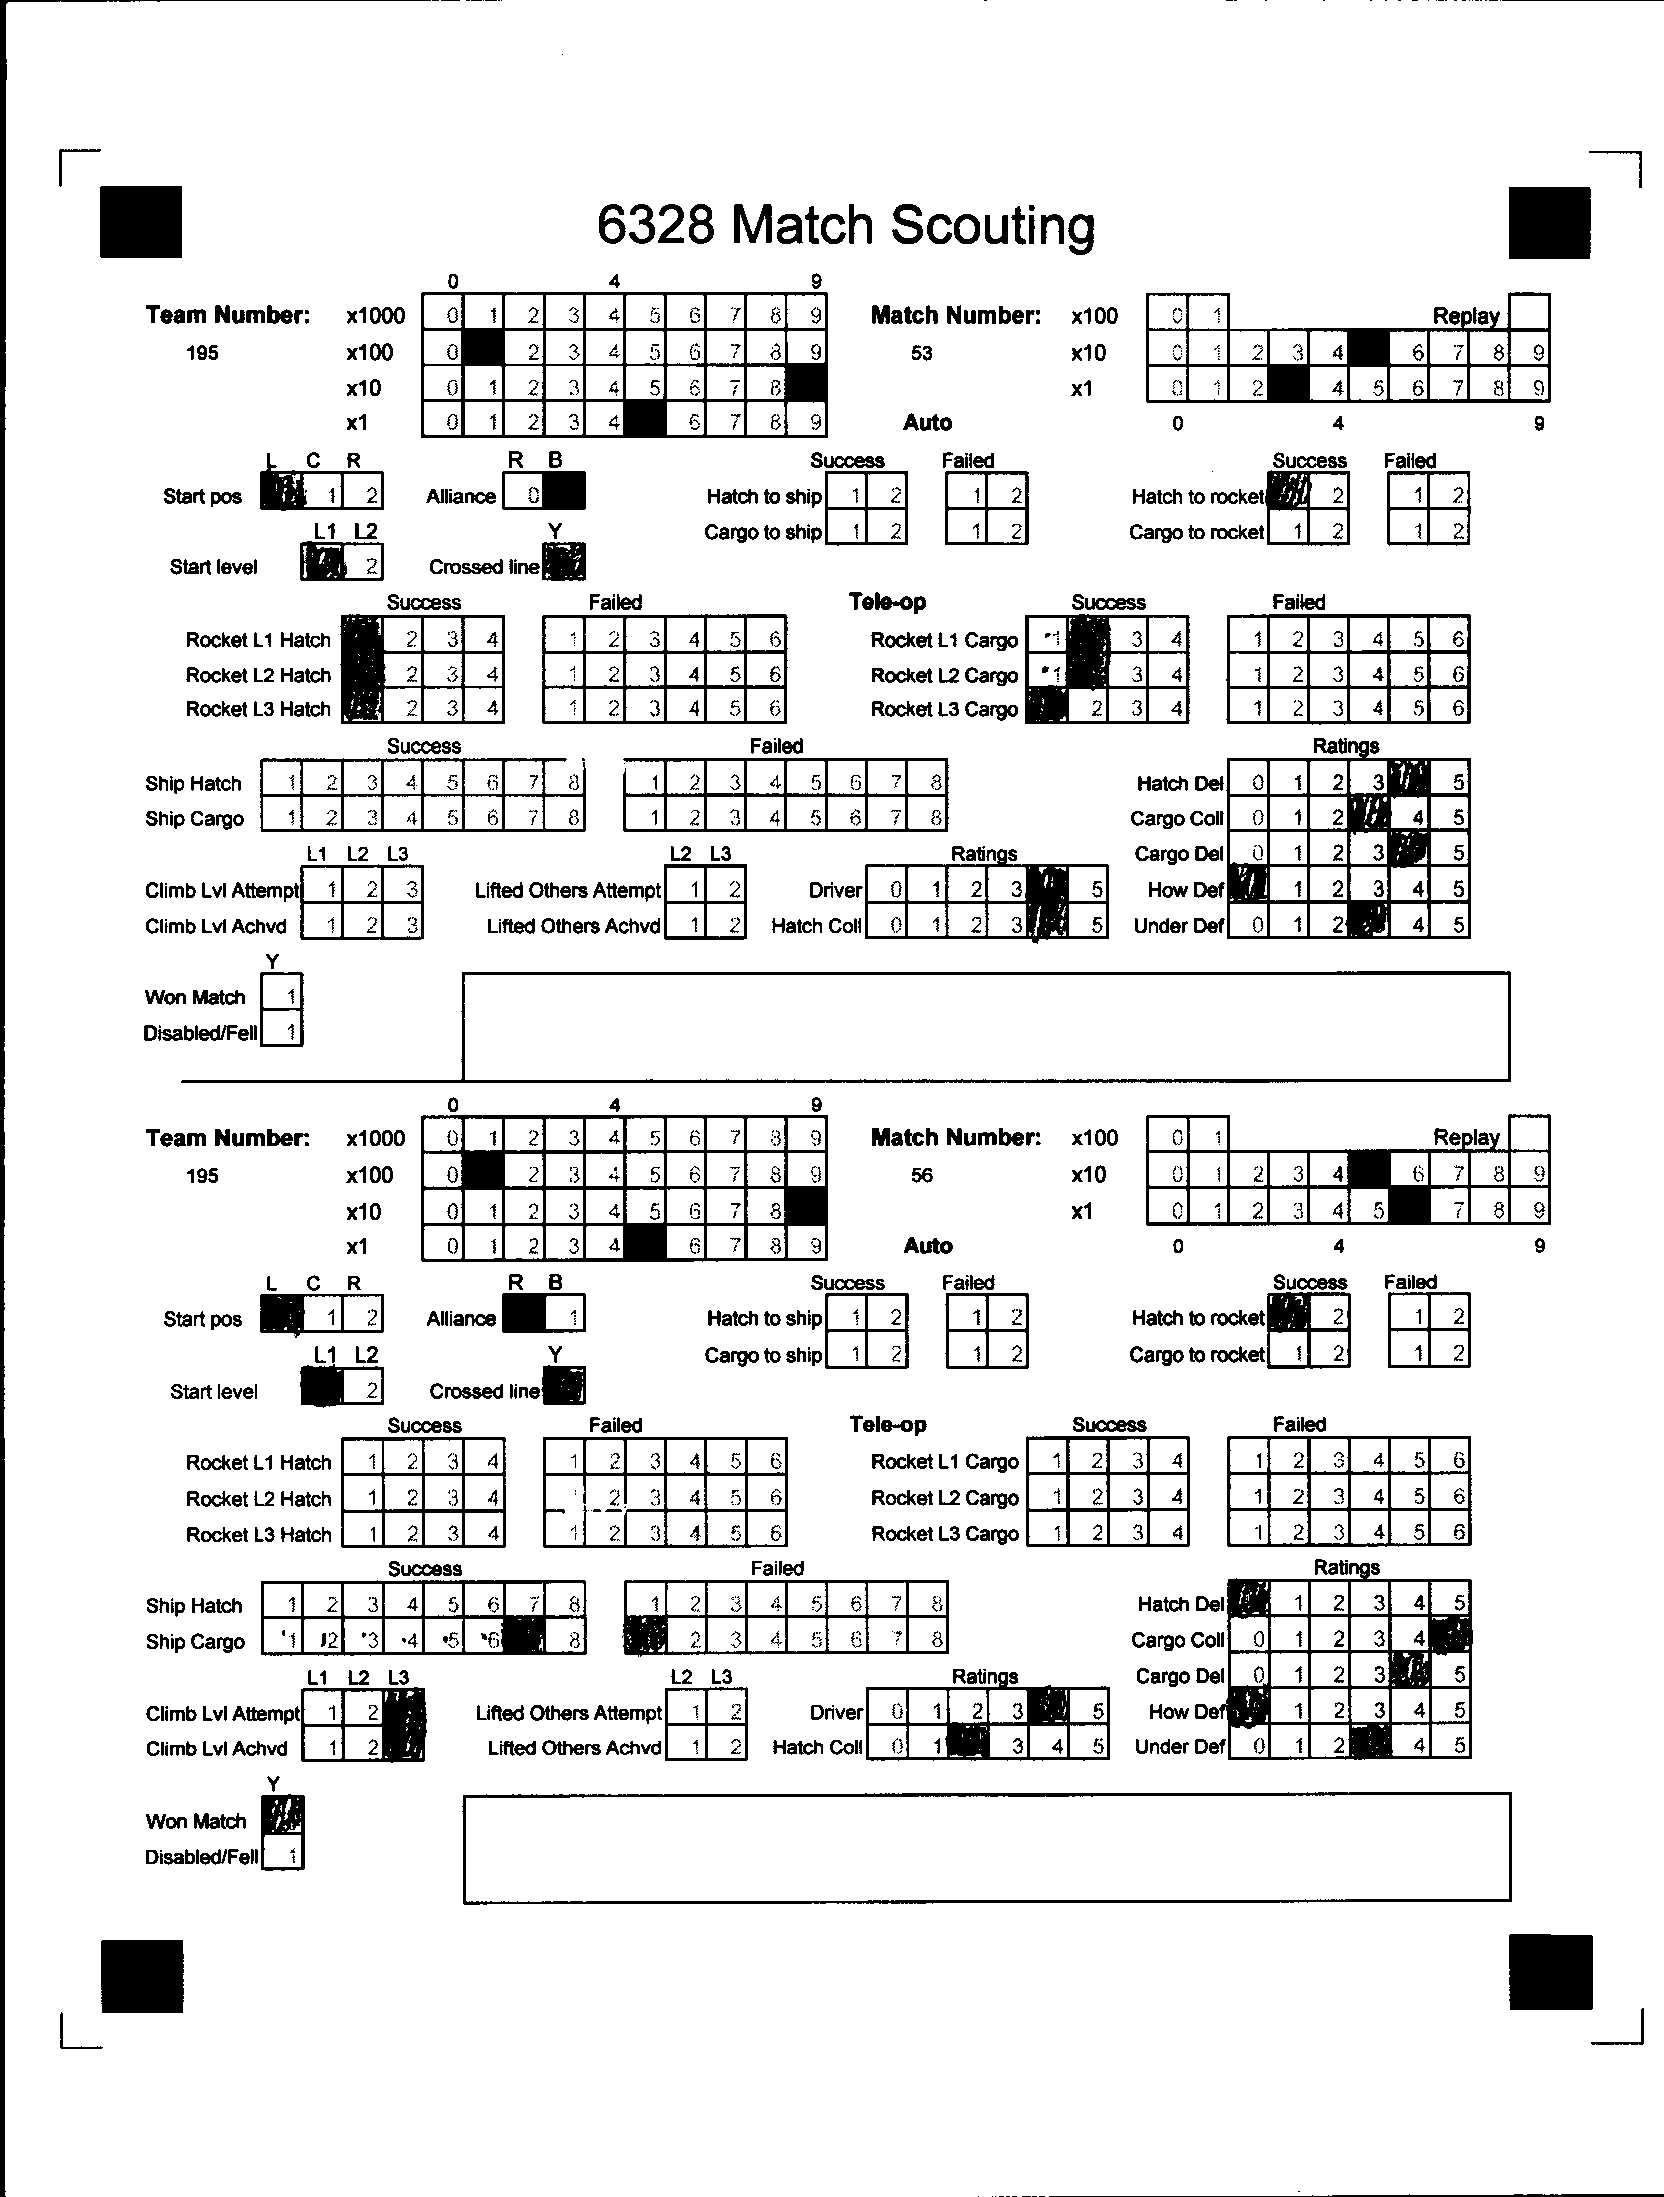 6328 Match Scouting
0 4 9
Team Number: x1000 0 1 2 3 4 5 6 7 8 9 Match Number: x100 0 1 Replay
195 x100 0 2 3 4 5 6 7 8 9 53 x10 0 1 2 3 4 6 7 8 9
x10 0 1 2 3 4 5 6 7 8 x1 0 1 2 4 5 6 7 8 9
x1 0 1 2 3 4 6 7 8 9 Auto 0 4 9
L C R R B Success Failed Success Failed
Start pos 1 2 Alliance 0 Hatch to ship 1 2 1 2 Hatch to rocket 2 1 2
L1 L2 Y Cargo to ship 1 2 1 2 Cargo to rocket 1 2 1 2
Start level 2 Crossed line
Success Failed Tele-op Success Failed
Rocket L1 Hatch 2 3 4 1 2 3 4 5 6 Rocket L1 Cargo 1 3 4 1 2 3 4 5 6
Rocket L2 Hatch 2 3 4 1 2 3 4 5 6 Rocket L2 Cargo 1 3 4 1 2 3 4 5 6
Rocket L3 Hatch 2 3 4 1 2 3 4 5 6 Rocket L3 Cargo 2 3 4 1 2 3 4 5 6
Success Failed Ratings
Ship Hatch 1 2 3 4 5 6 7 8 1 2 3 4 5 6 7 8 Hatch Del 0 1 2 3 5
Ship Cargo 1 2 3 4 5 6 7 8 1 2 3 4 5 6 7 8 Cargo Coll 0 1 2 4 5
L1 L2 L3 L2 L3 Ratings Cargo Del 0 1 2 3 5
Climb Lvl Attempt 1 2 3 Lifted Others Attempt 1 2 Driver 0 1 2 3 5 How Def 1 2 3 4 5
Climb Lvl Achvd 1 2 3 Lifted Others Achvd 1 2 Hatch Coll 0 1 2 3 5 Under Def 0 1 2 4 5
Y
Won Match 1
Disabled/Fell 1
0 4 9
Team Number: x1000 0 1 2 3 4 5 6 7 8 9 Match Number: x100 0 1 Replay
195 x100 0 2 3 4 5 6 7 8 9 56 x10 0 1 2 3 4 6 7 8 9
x10 0 1 2 3 4 5 6 7 8 x1 0 1 2 3 4 5 7 8 9
x1 0 1 2 3 4 6 7 8 9 Auto 0 4 9
L C R R B Success Failed Success Failed
Start pos 1 2 Alliance 1 Hatch to ship 1 2 1 2 Hatch to rocket 2 1 2
L1 L2 Y Cargo to ship 1 2 1 2 Cargo to rocket 1 2 1 2
Start level 2 Crossed line
Success Failed Tele-op Success Failed
Rocket L1 Hatch 1 2 3 4 1 2 3 4 5 6 Rocket L1 Cargo 1 2 3 4 1 2 3 4 5 6
Rocket L2 Hatch 1 2 3 4 1 2 3 4 5 6 Rocket L2 Cargo 1 2 3 4 1 2 3 4 5 6
Rocket L3 Hatch 1 2 3 4 1 2 3 4 5 6 Rocket L3 Cargo 1 2 3 4 1 2 3 4 5 6
Success Failed Ratings
Ship Hatch 1 2 3 4 5 6 7 8 1 2 3 4 5 6 7 8 Hatch Del 1 2 3 4 5
Ship Cargo 1 2 3 4 5 6 8 2 3 4 5 6 7 8 Cargo Coll 0 1 2 3 4
L1 L2 L3 L2 L3 Ratings Cargo Del 0 1 2 3 5
Climb Lvl Attempt 1 2 Lifted Others Attempt 1 2 Driver 0 1 2 3 5 How Def 1 2 3 4 5
Climb Lvl Achvd 1 2 Lifted Others Achvd 1 2 Hatch Coll 0 1 3 4 5 Under Def 0 1 2 4 5
Y
Won Match
Disabled/Fell 1